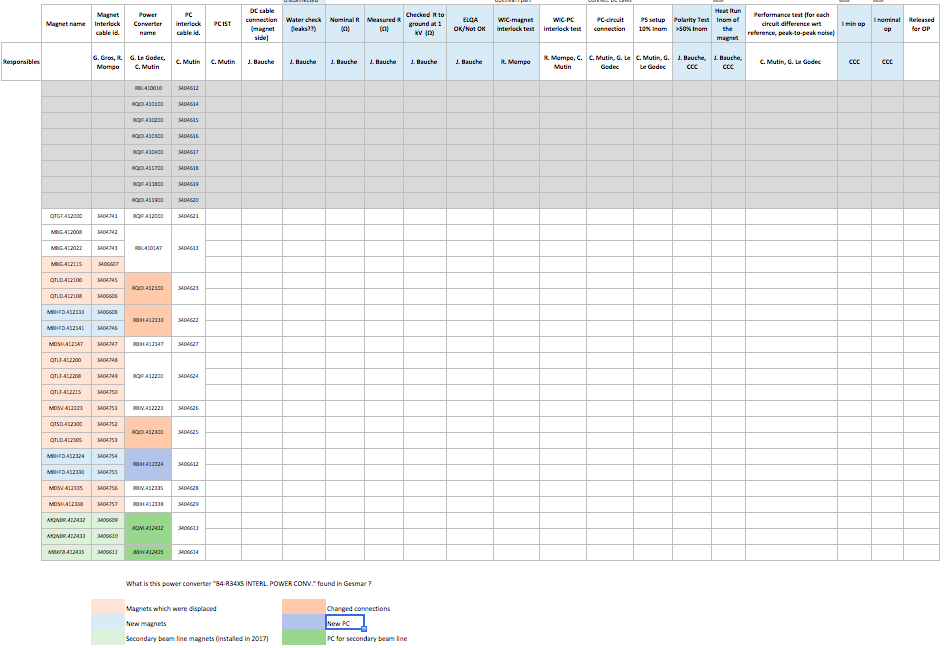 Magnet name Magnet Interlock cable id. Power Converter name PC interlock cable id. PC IST DC cable connection (magnet side) Water check (leaks??) Nominal R (Ω) Measured R (Ω) Checked R to ground at 1 kV (Ω) ELQA OK/Not OK WIC-magnet interlock test WIC-PC interlock test PC-circuit connection PS setup 10% Inom Polarity Test >50% Inom Heat Run Inom of the magnet Performance test (for each circuit difference wrt reference, peak-to-peak noise) I min op I nominal op Released for OP
Responsibles G. Gros, R. Mompo G. Le Godec, C. Mutin C. Mutin C. Mutin J. Bauche J. Bauche J. Bauche J. Bauche J. Bauche J. Bauche R. Mompo R. Mompo, C. Mutin C. Mutin, G. Le Godec C. Mutin, G. Le Godec J. Bauche, CCC J. Bauche, CCC C. Mutin, G. Le Godec CCC CCC
RBI.410010 3404612
RQID.410100 3404614
RQIF.410200 3404615
RQID.410300 3404616
RQIF.410400 3404617
RQID.411700 3404618
RQIF.411800 3404619
RQID.411900 3404620
QTGF.412000 3404741 RQIF.412000 3404621
MBG.412008 3404742
MBG.412022 3404743 RBI.410147 3404613
MBG.412115 3406607
QTLD.412100 3404745 RQID.412100 3404623
QTLD.412108 3406606
MBHFD.412133 3406608 RBIH.412133 3404622
MBHFD.412141 3404746
MDSH.412147 3404747 RBIH.412147 3404627
QTLF.412200 3404748
QTLF.412208 3404749 RQIF.412200 3404624
QTLF.412215 3404750
MDSV.412223 3404751 RBIV.412223 3404626
QTSD.412300 3404752 RQID.412300 3404625
QTLD.412305 3404753
MBHFD.412324 3404754 RBIH.412324 3406612
MBHFD.412330 3404755
MDSV.412335 3404756 RBIV.412335 3404628
MDSH.412338 3404757 RBIH.412338 3404629
MQNBR.412432 3406609 RQNI.412432 3406613
MQNBR.412433 3406610
MBXFB.412435 3406611 RBIH.412435 3406614
What is this power converter "B4-R34XS INTERL. POWER CONV." found in Gesmar ?
Magnets which were displaced Changed connections
New magnets New PC
Secondary beam line magnets (installed in 2017) PC for secondary beam line